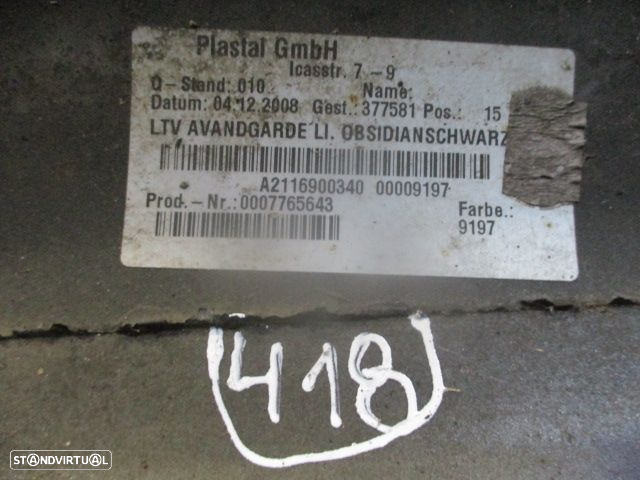 Plastal GmbH
Icasstr. 7 - 9
Q - Stand: 010 Name:
Datum: 04.12.2008 Gest.: 377581 Pos.: 15
LTV AVANDGARDE LI. OBSIDIANSCHWARZ
A2116900340 00009197
Prod. - Nr.: 0007765643 Farbe.:
9197
418
STANDVIRTUAL